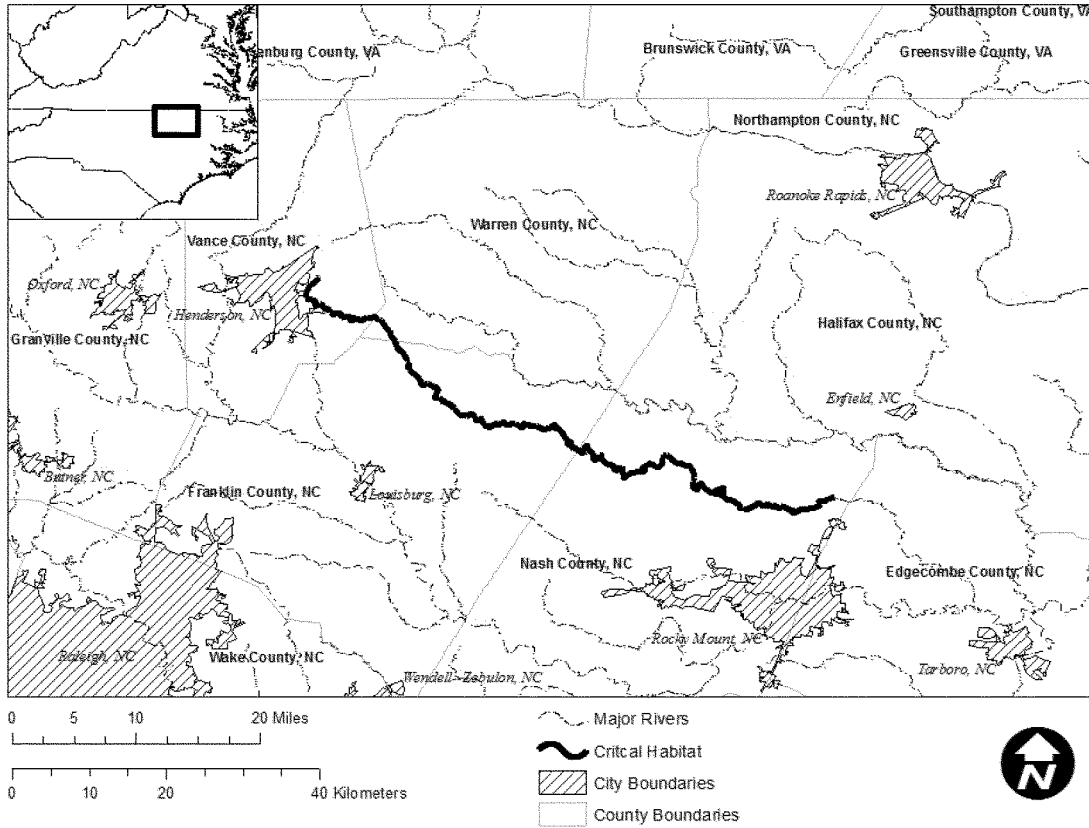 Southampton County, VA
enburg County, VA
Brunswick County, VA
Greensville County, VA
Northampton County, NC
Roanoke Rapids, NC
Warren County, NC
Vance County, NC
Oxford, NC
Henderson, NC
Granville County, NC
Halifax County, NC
Enfield, NC
Butner, NC
Franklin County, NC
Louisburg, NC
Nash County, NC
Edgecombe County, NC
Rocky Mount, NC
Raleigh, NC
Wake County, NC
Wendell--Zebulon, NC
Tarboro, NC
0 5 10 20 Miles
0 10 20 40 Kilometers
Major Rivers
Critcal Habitat
City Boundaries
County Boundaries
N